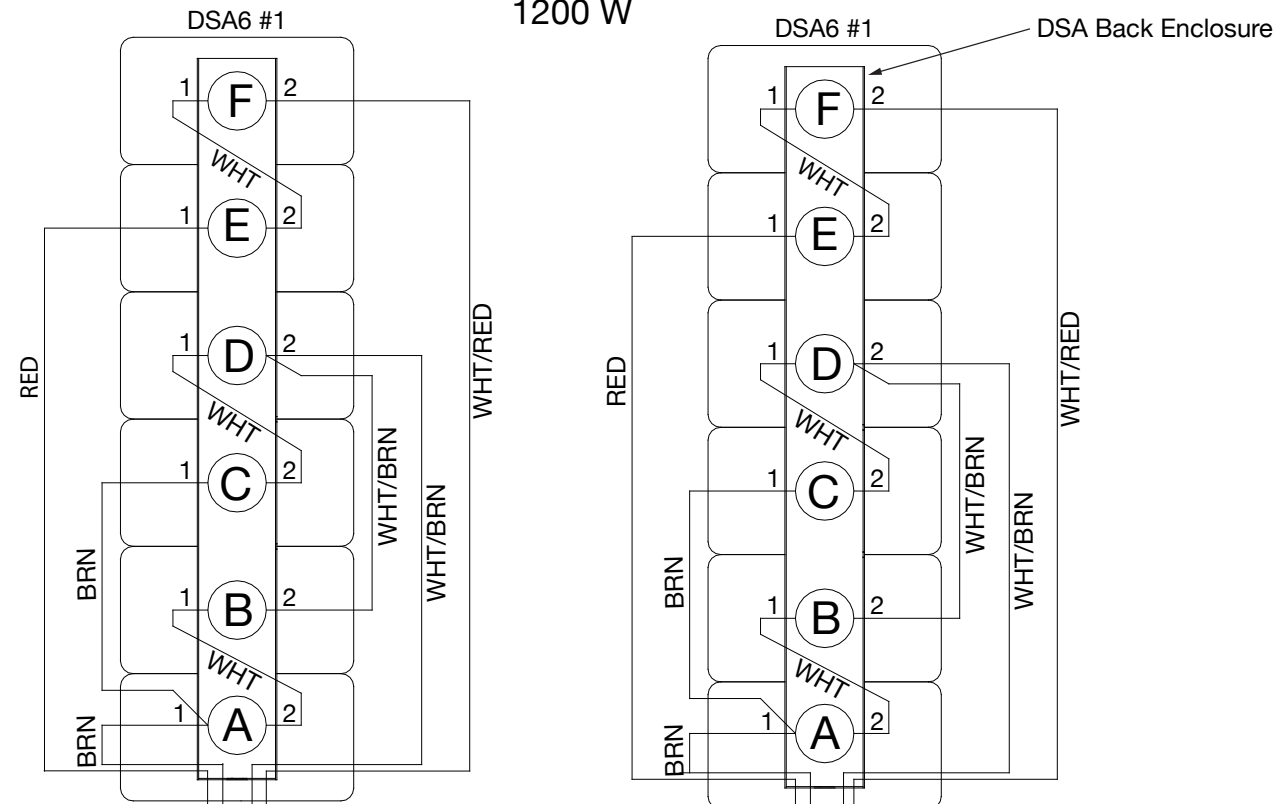 1200 W
DSA6 #1
1 F 2
WHT
1 E 2
RED
1 D 2
WHT/RED
WHT
1 C 2
WHT/BRN
WHT/BRN
BRN
1 B 2
WHT
1 A 2
BRN
DSA6 #1
DSA Back Enclosure
1 F 2
WHT
1 E 2
RED
1 D 2
WHT/RED
WHT
1 C 2
WHT/BRN
WHT/BRN
BRN
1 B 2
WHT
1 A 2
BRN